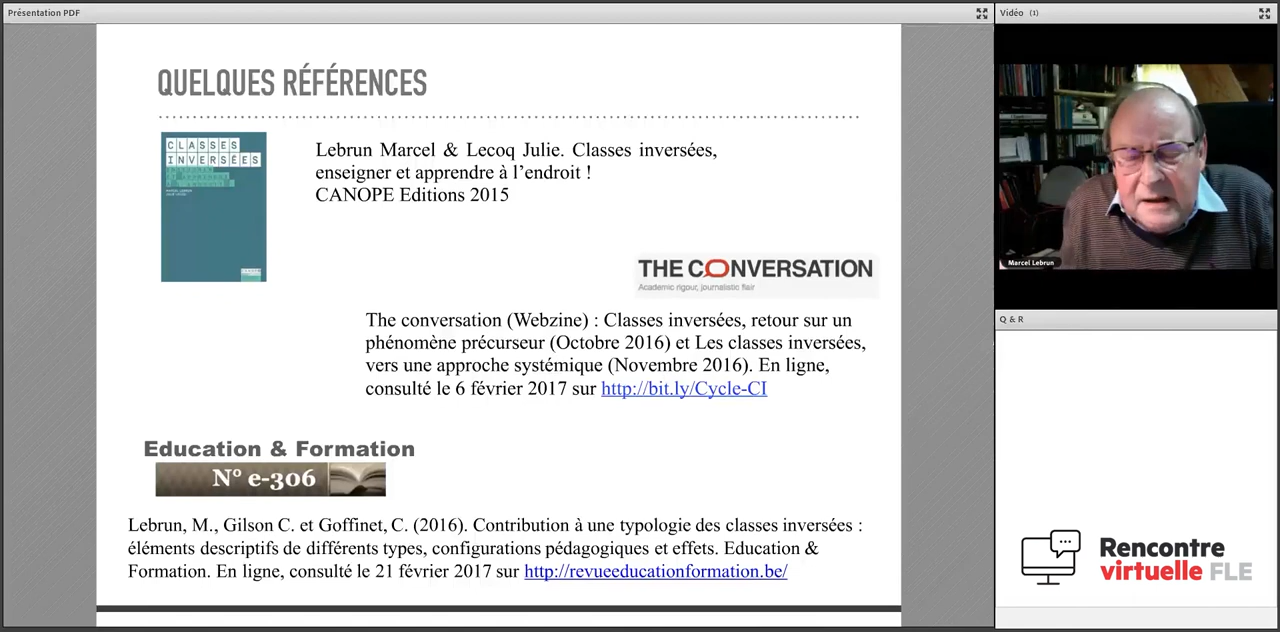 Présentation PDF
Vidéo (1)
QUELQUES RÉFÉRENCES
CLASSES
INVERSÉES
Lebrun Marcel & Lecoq Julie. Classes inversées,
enseigner et apprendre à l'endroit !
CANOPE Editions 2015
Marcel Lebrun
THE CONVERSATION
Academic rigour, journalistic flair
Q & R
The conversation (Webzine) : Classes inversées, retour sur un
phénomène précurseur (Octobre 2016) et Les classes inversées,
vers une approche systémique (Novembre 2016). En ligne,
consulté le 6 février 2017 sur http://bit.ly/Cycle-CI
Education & Formation
N° e-306
Lebrun, M., Gilson C. et Goffinet, C. (2016). Contribution à une typologie des classes inversées :
éléments descriptifs de différents types, configurations pédagogiques et effets. Education &
Formation. En ligne, consulté le 21 février 2017 sur http://revueeducationformation.be/
Rencontre
virtuelle FLE